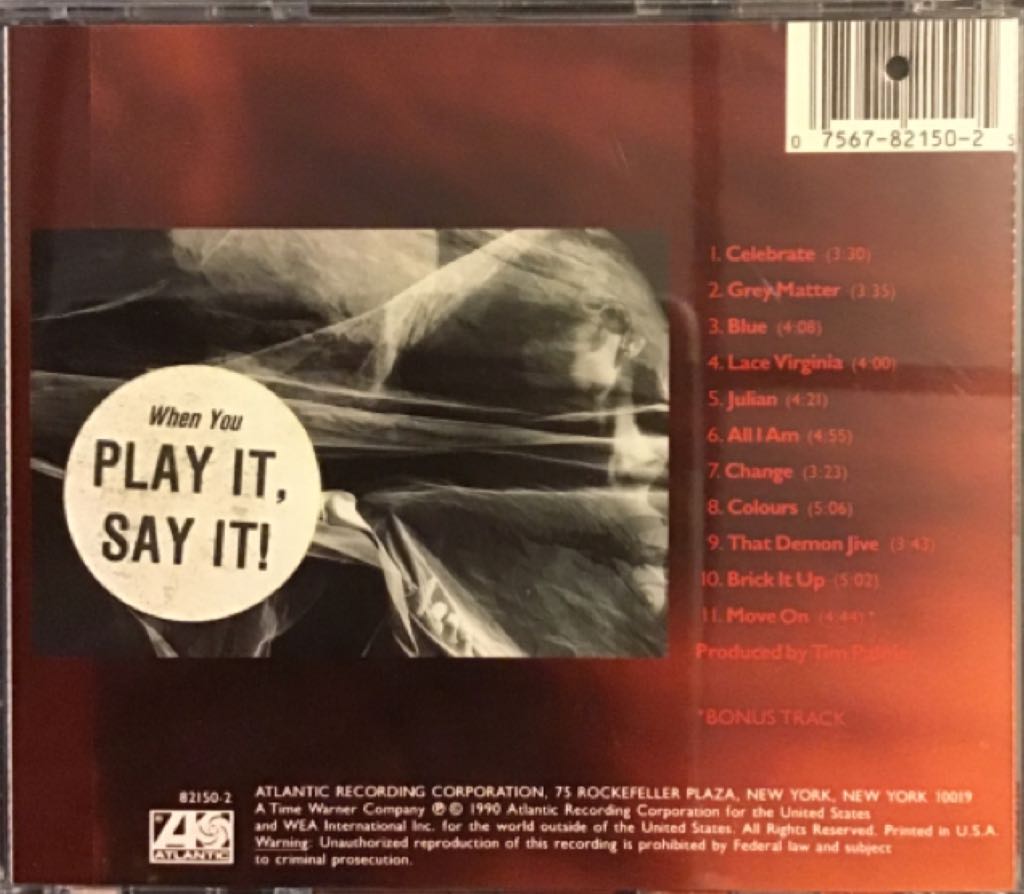 0 7567-82150-2 5
1. Celebrate (3:30)
2. Grey Matter (3:35)
3. Blue (4:08)
4. Lace Virginia (4:00)
5. Julian (4:21)
6. All I Am (4:55)
7. Change (3:23)
8. Colours (5:06)
9. That Demon Jive (3:43)
10. Brick It Up (5:02)
11. Move On (4:44)*
Produced by Tim Palmer
*BONUS TRACK
When You
PLAY IT,
SAY IT!
82150-2
ATLANTIC
ATLANTIC RECORDING CORPORATION, 75 ROCKEFELLER PLAZA, NEW YORK, NEW YORK 10019
A Time Warner Company ℗ © 1990 Atlantic Recording Corporation for the United States
and WEA International Inc. for the world outside of the United States. All Rights Reserved. Printed in U.S.A.
Warning: Unauthorized reproduction of this recording is prohibited by Federal law and subject
to criminal prosecution.